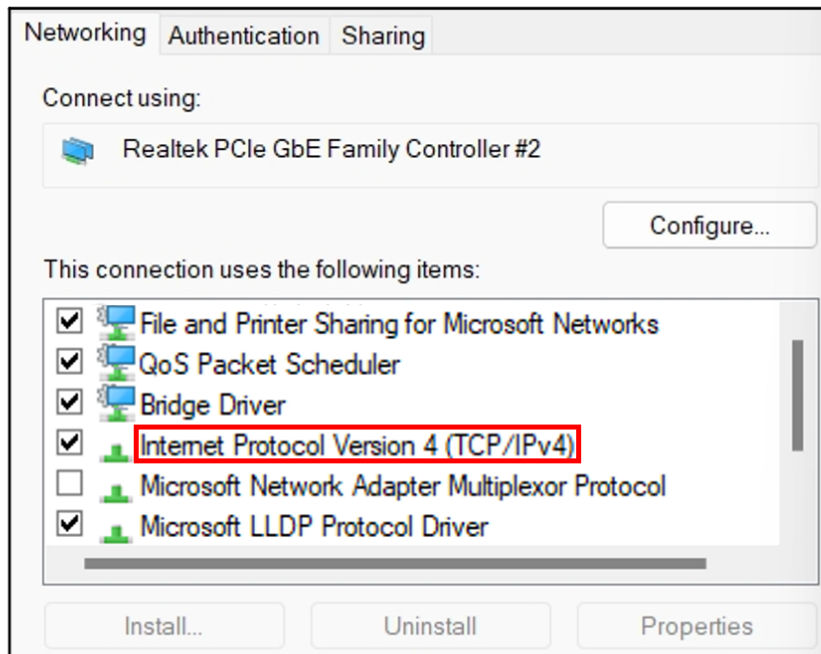 Networking Authentication Sharing
Connect using:
Realtek PCIe GbE Family Controller #2
Configure...
This connection uses the following items:
File and Printer Sharing for Microsoft Networks
QoS Packet Scheduler
Bridge Driver
Internet Protocol Version 4 (TCP/IPv4)
Microsoft Network Adapter Multiplexor Protocol
Microsoft LLDP Protocol Driver
Install... Uninstall Properties